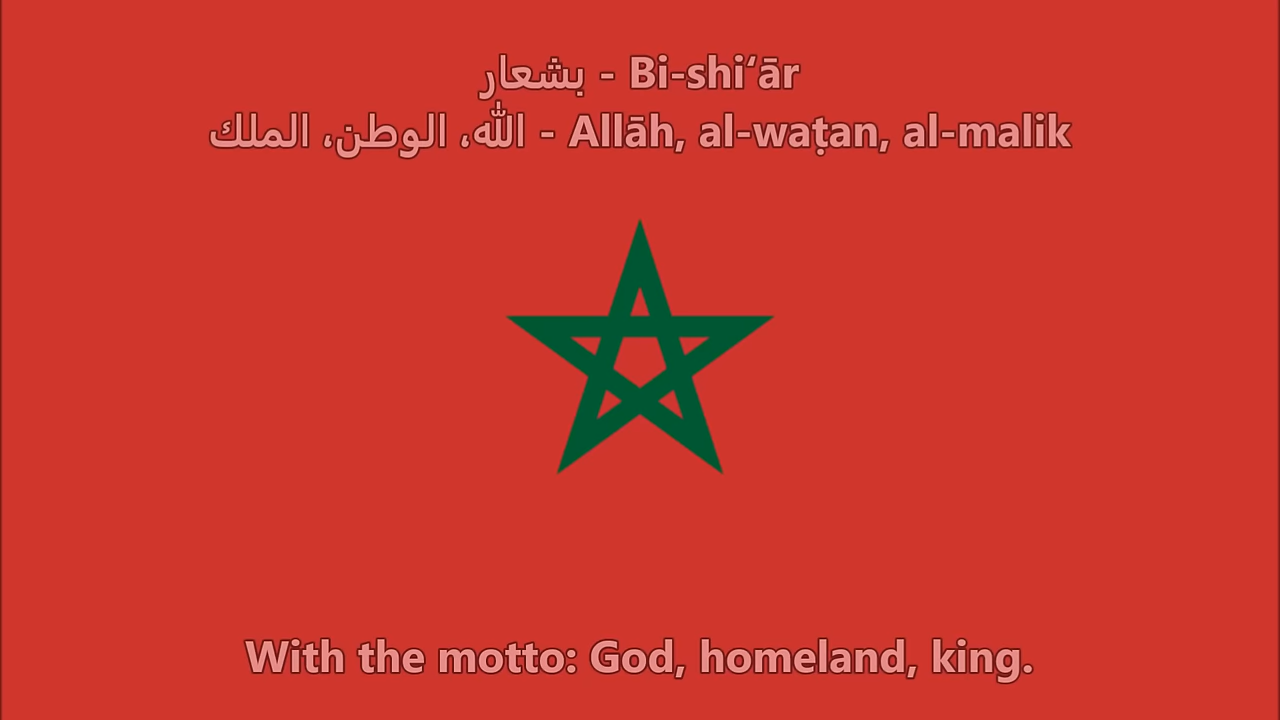 بشعار - Bi-shi‘ār
الله، الوطن، الملك - Allāh, al-waṭan, al-malik
With the motto: God, homeland, king.